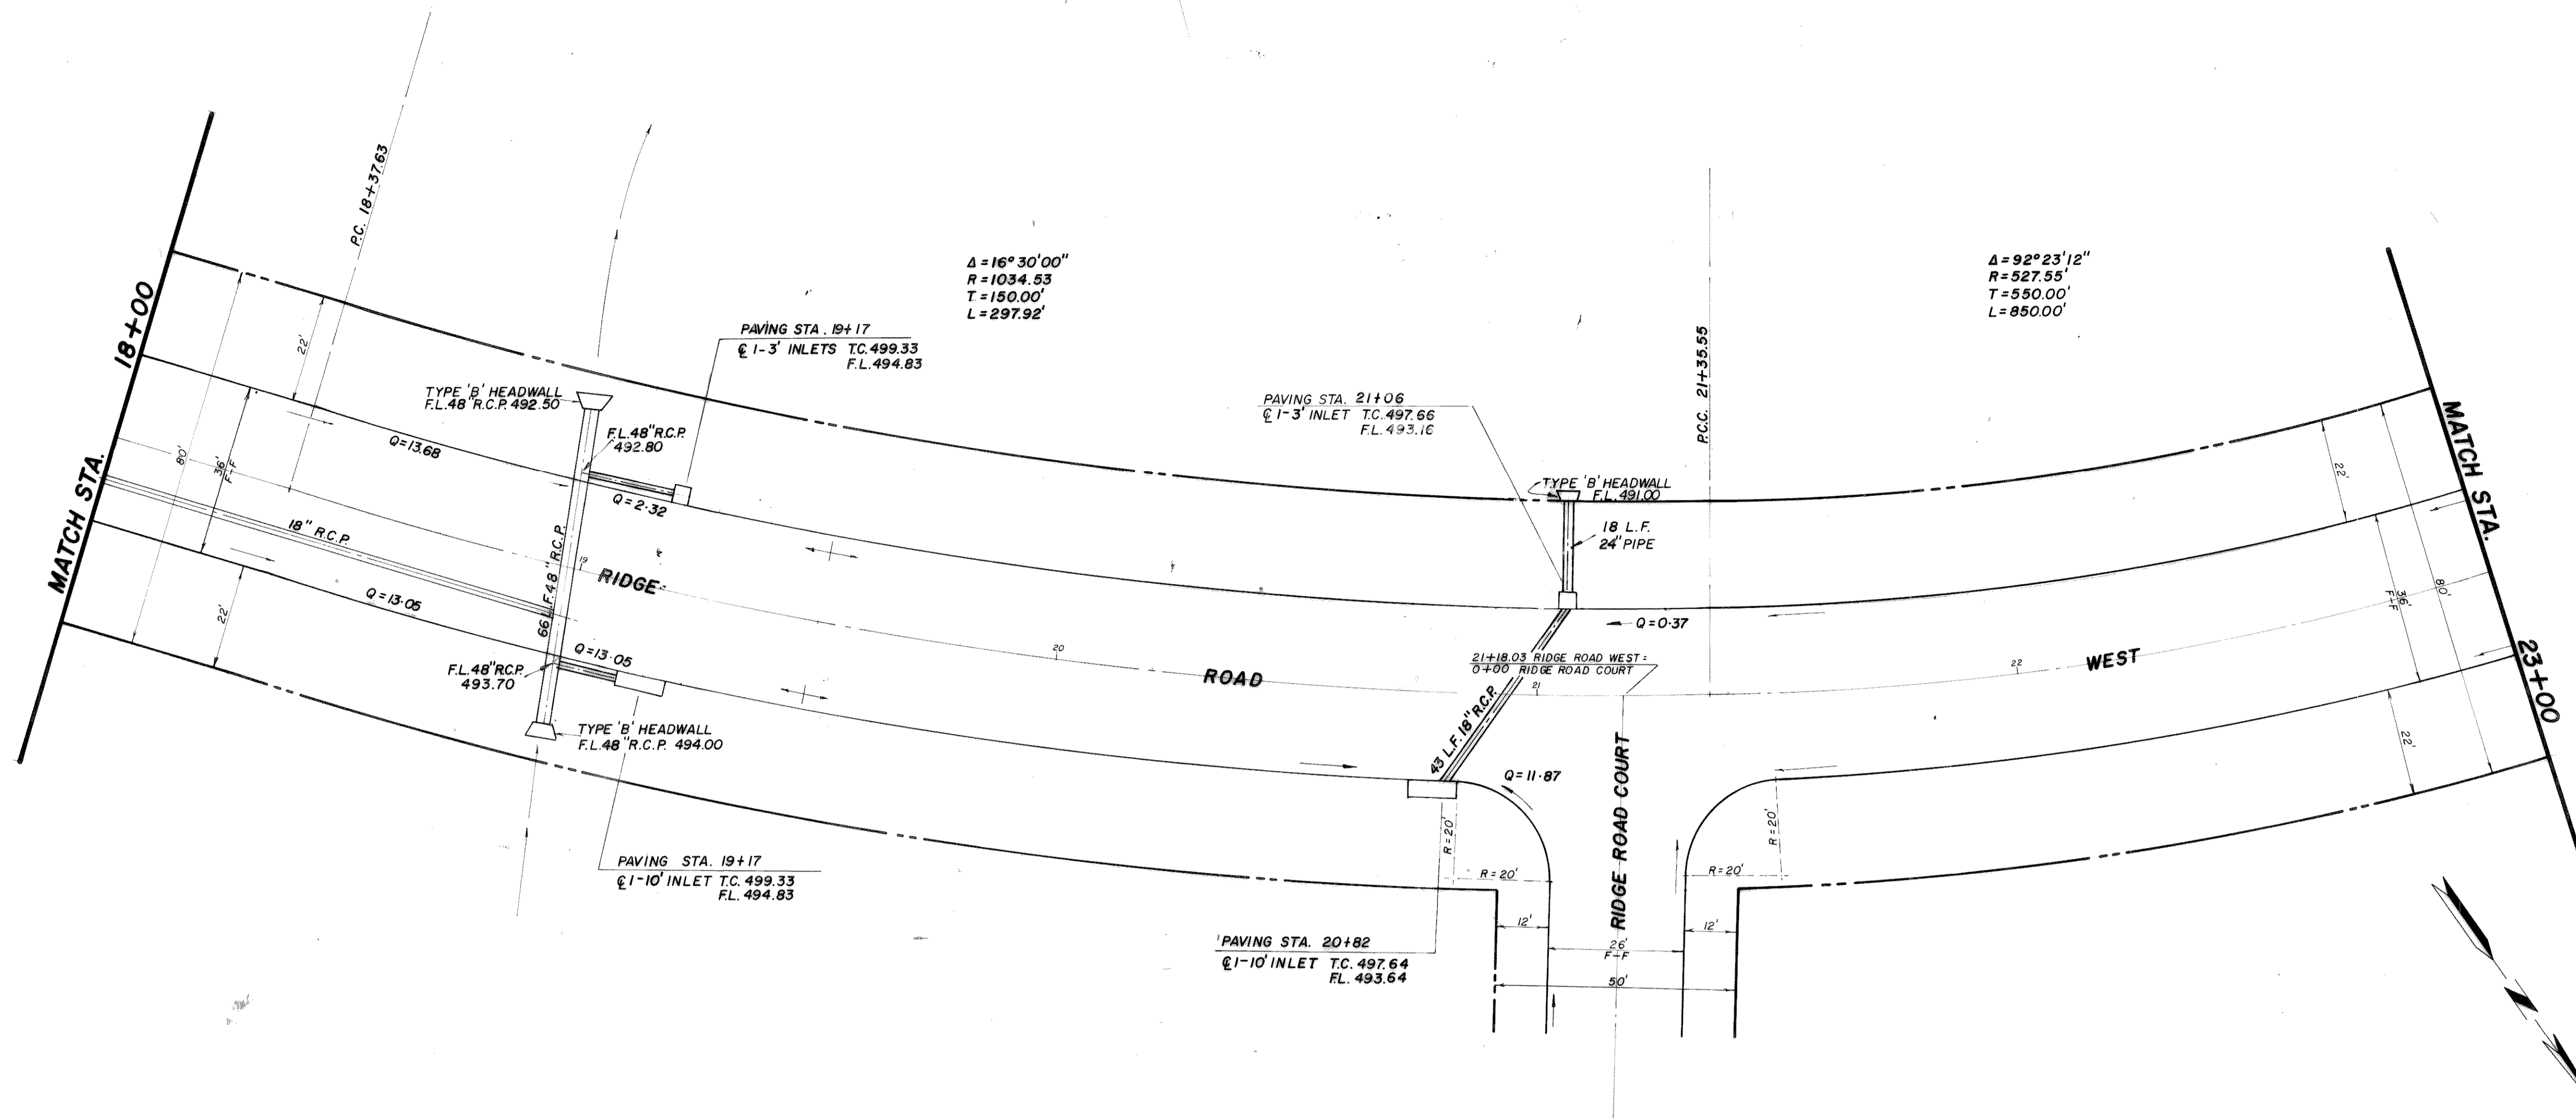 P.C. 18+37.63
Δ = 16° 30' 00"
R = 1034.53
T = 150.00'
L = 297.92'
Δ = 92° 23' 12"
R = 527.55'
T = 550.00'
L = 850.00'
MATCH STA. 18+00
22'
80'
36'
F-F
22'
PAVING STA. 19+17
℄ 1-3' INLETS T.C. 499.33
F.L. 494.83
TYPE 'B' HEADWALL
F.L. 48" R.C.P. 492.50
F.L. 48" R.C.P.
492.80
Q=13.68
Q=2.32
18" R.C.P.
Q=13.05
66 L.F. 48" R.C.P.
19
RIDGE
Q=13.05
F.L. 48" R.C.P.
493.70
TYPE 'B' HEADWALL
F.L. 48" R.C.P. 494.00
PAVING STA. 19+17
℄ 1-10' INLET T.C. 499.33
F.L. 494.83
20
ROAD
PAVING STA. 21+06
℄ 1-3' INLET T.C. 497.66
F.L. 493.16
TYPE 'B' HEADWALL
F.L. 491.00
18 L.F.
24" PIPE
P.C.C. 21+35.55
Q=0.37
21+18.03 RIDGE ROAD WEST =
0+00 RIDGE ROAD COURT
21
22
WEST
43 L.F. 18" R.C.P.
Q=11.87
R=20'
R=20'
R=20'
R=20'
RIDGE ROAD COURT
12'
12'
26'
F-F
50'
PAVING STA. 20+82
℄ 1-10' INLET T.C. 497.64
F.L. 493.64
22'
36'
F-F
80'
22'
MATCH STA. 23+00